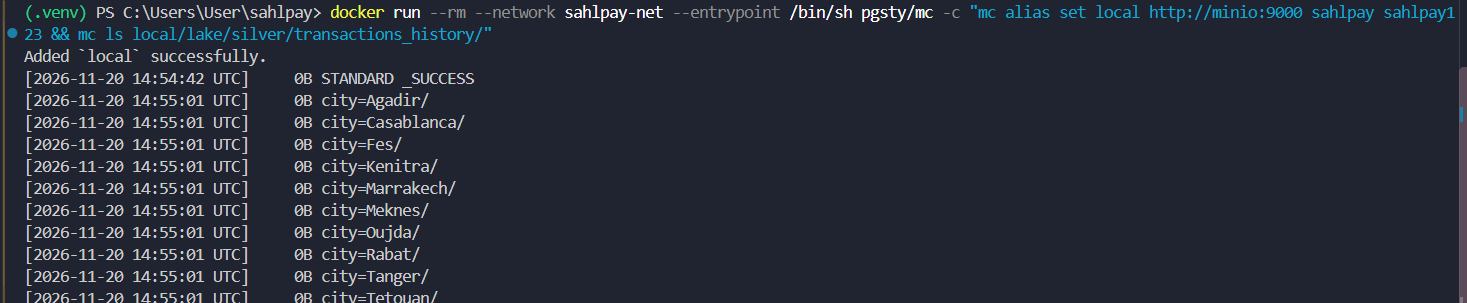 (.venv) PS C:\Users\User\sahlpay> docker run --rm --network sahlpay-net --entrypoint /bin/sh pgsty/mc -c "mc alias set local http://minio:9000 sahlpay sahlpay1
23 && mc ls local/lake/silver/transactions_history/"
Added `local` successfully.
[2026-11-20 14:54:42 UTC]     0B STANDARD _SUCCESS
[2026-11-20 14:55:01 UTC]     0B city=Agadir/
[2026-11-20 14:55:01 UTC]     0B city=Casablanca/
[2026-11-20 14:55:01 UTC]     0B city=Fes/
[2026-11-20 14:55:01 UTC]     0B city=Kenitra/
[2026-11-20 14:55:01 UTC]     0B city=Marrakech/
[2026-11-20 14:55:01 UTC]     0B city=Meknes/
[2026-11-20 14:55:01 UTC]     0B city=Oujda/
[2026-11-20 14:55:01 UTC]     0B city=Rabat/
[2026-11-20 14:55:01 UTC]     0B city=Tanger/
[2026-11-20 14:55:01 UTC]     0B city=Tetouan/